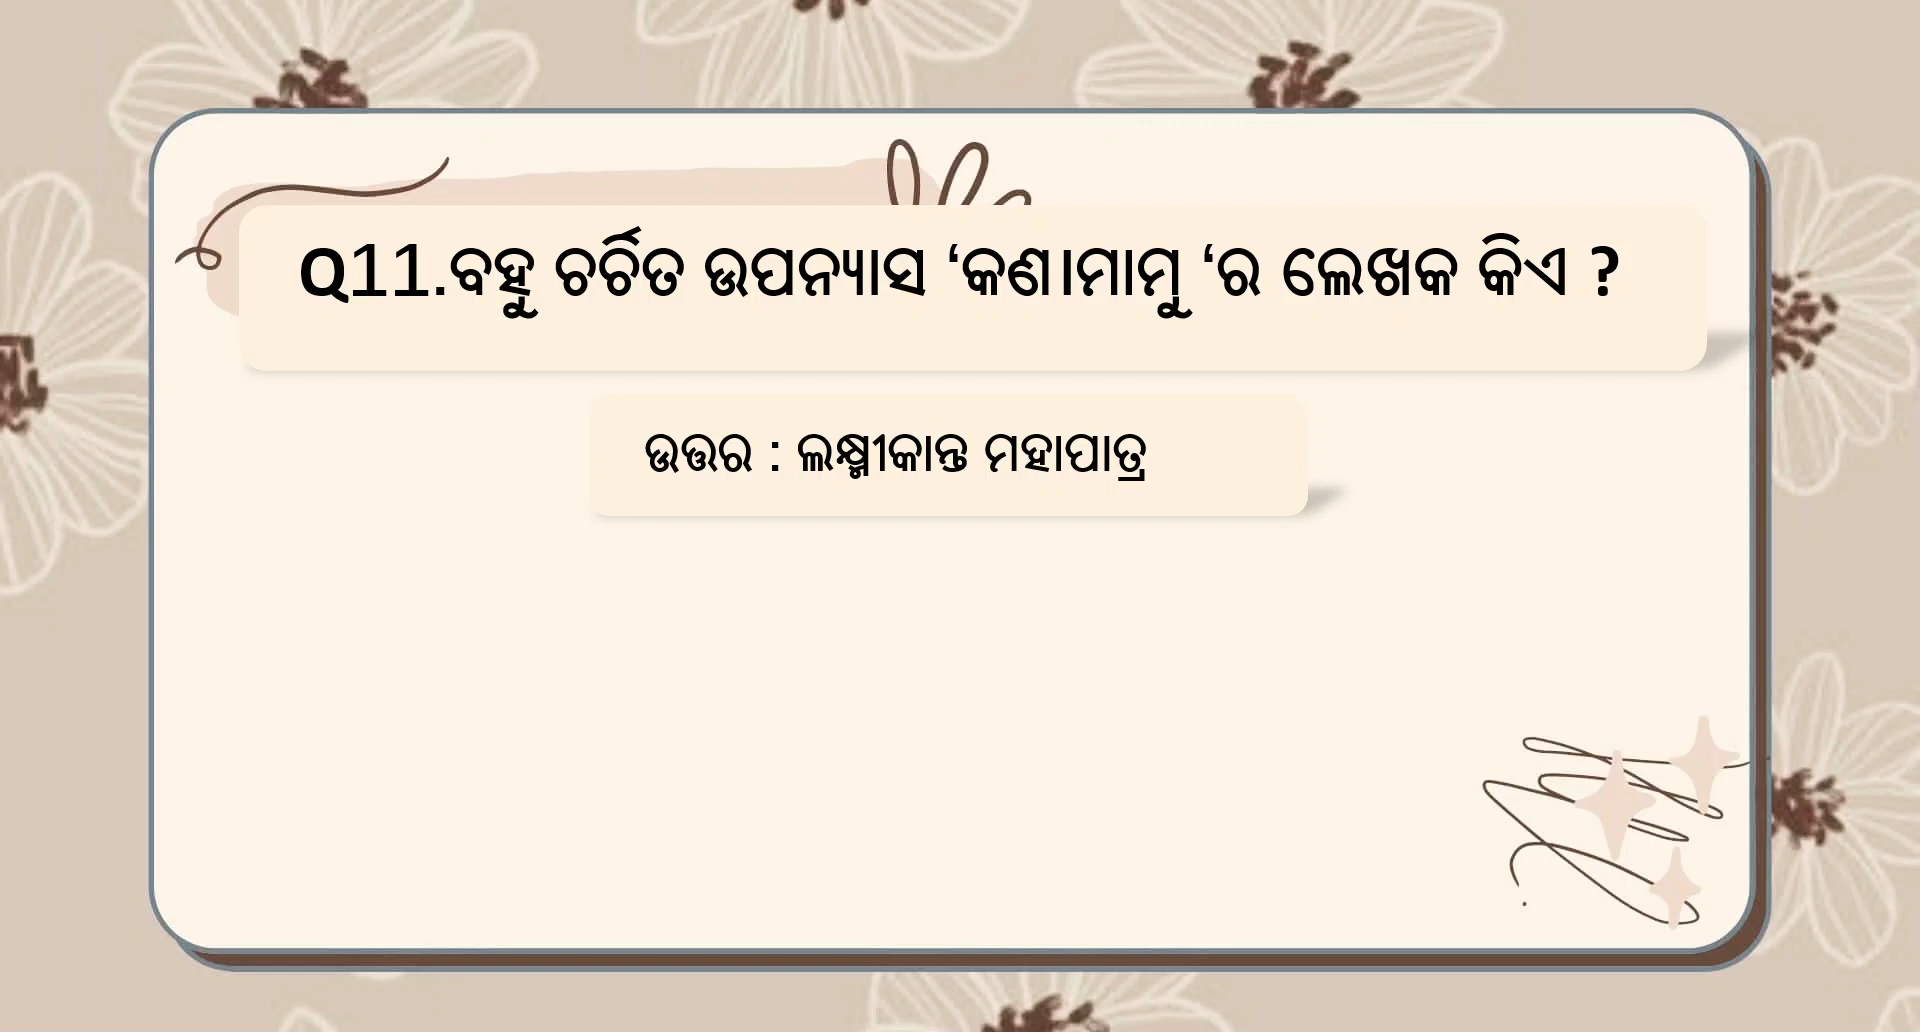 Q11.ବହୁ ଚର୍ଚିତ ଉପନ୍ୟାସ ‘କଣାମାମୁ ‘ର ଲେଖକ କିଏ ?
ଉତ୍ତର : ଲକ୍ଷ୍ମୀକାନ୍ତ ମହାପାତ୍ର